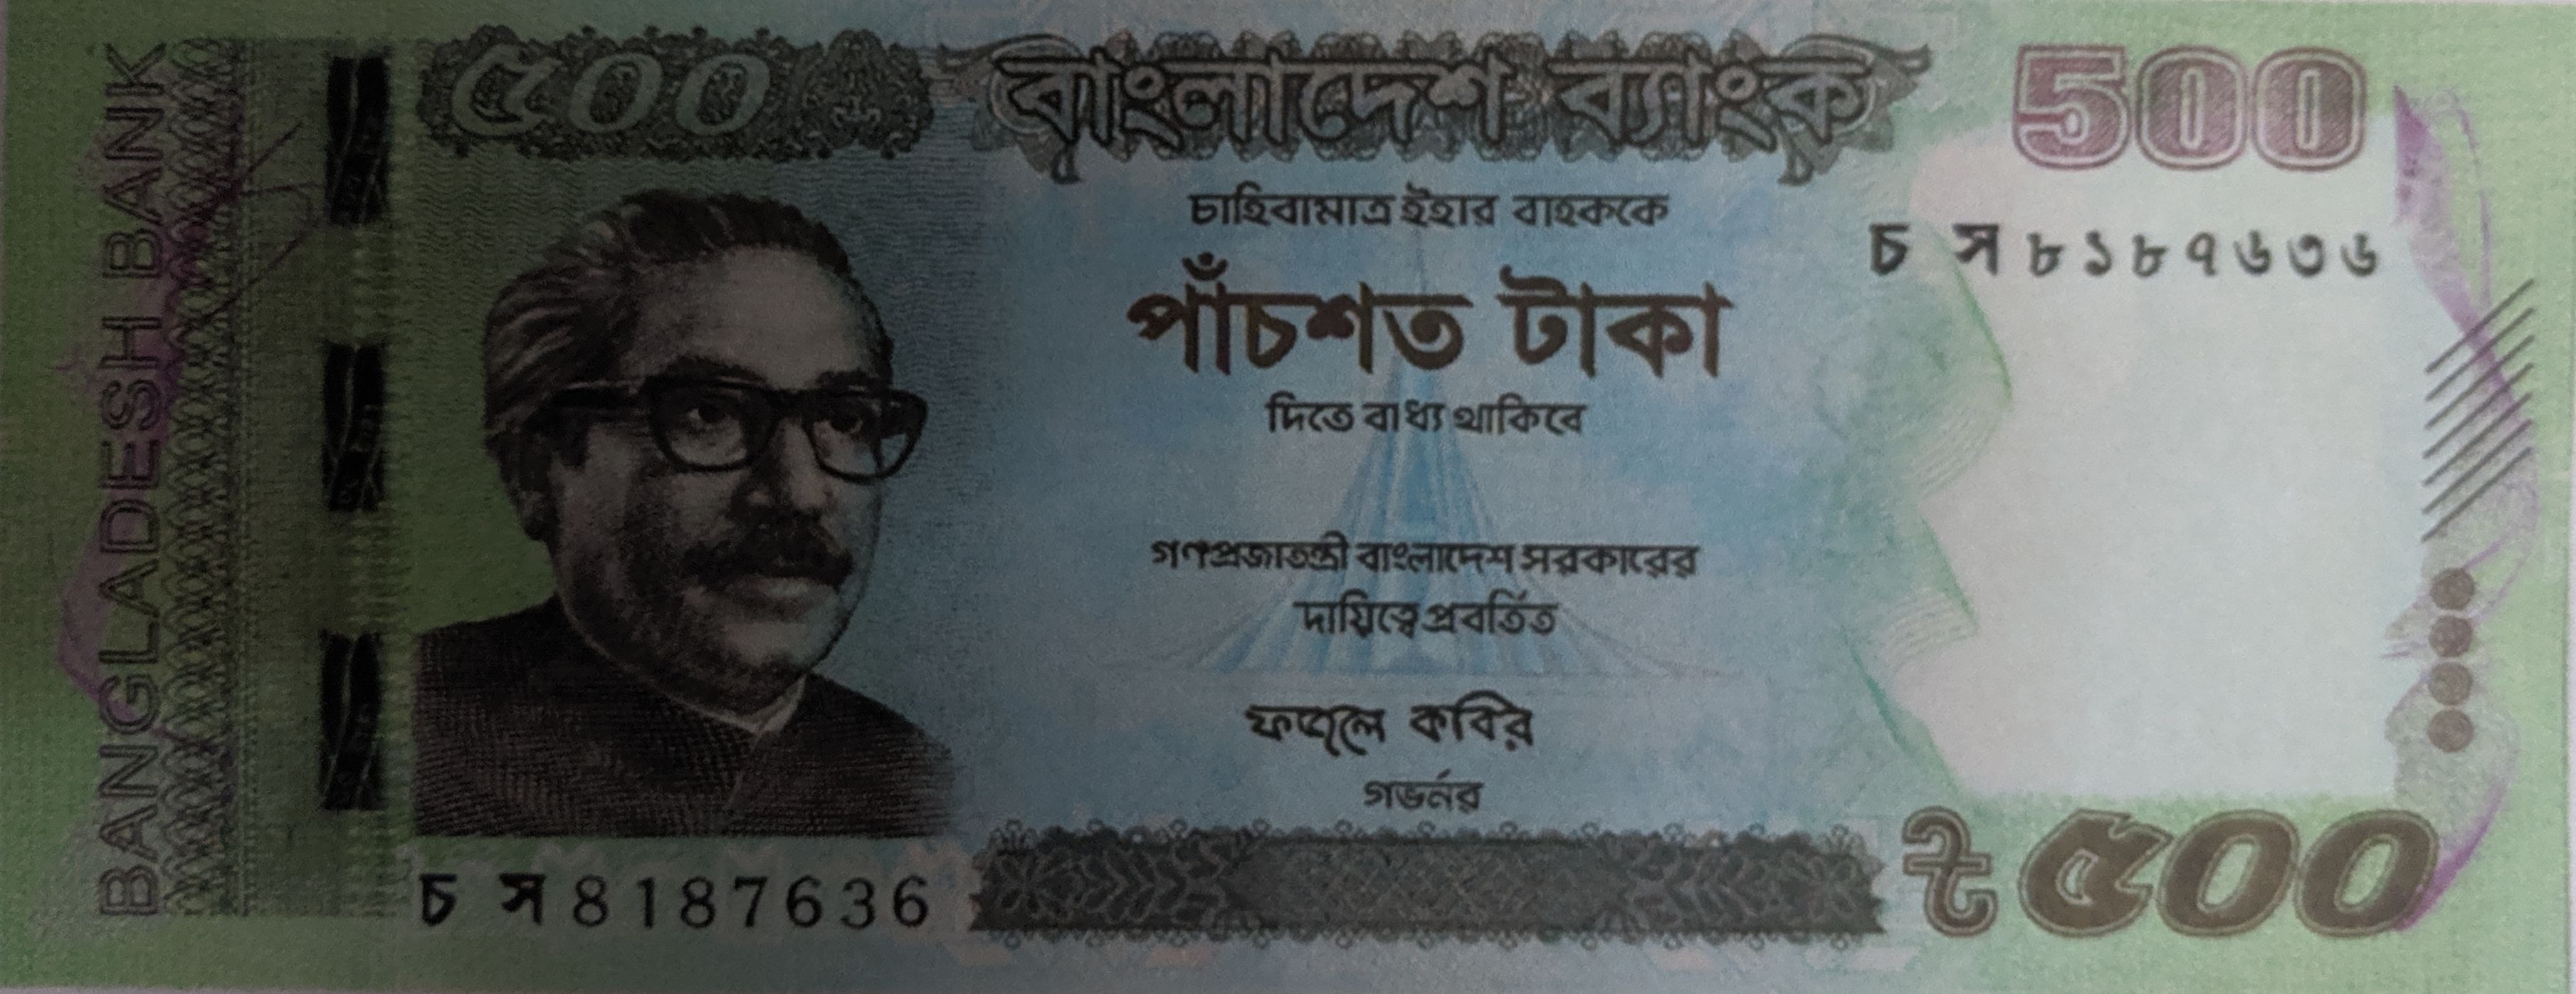 BANGLADESH BANK
৫০০
বাংলাদেশ ব্যাংক
500
চাহিবামাত্র ইহার বাহককে
চ স ৮১৮৭৬৩৬
পাঁচশত টাকা
দিতে বাধ্য থাকিবে
গণপ্রজাতন্ত্রী বাংলাদেশ সরকারের
দায়িত্বে প্রবর্তিত
ফজলে কবির
গভর্নর
চ স 8187636
৳ ৫০০